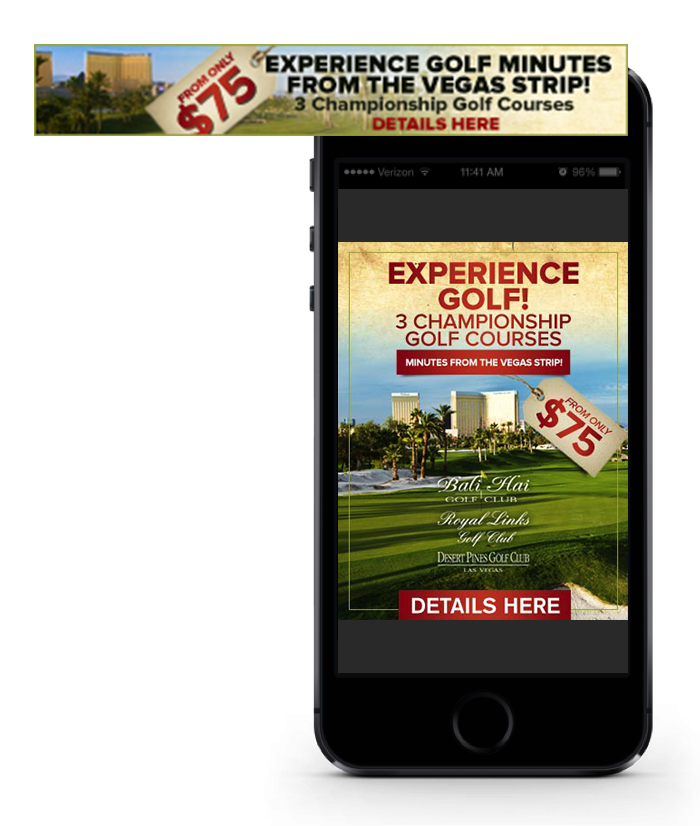 FROM ONLY
$75
EXPERIENCE GOLF MINUTES
FROM THE VEGAS STRIP!
3 Championship Golf Courses
DETAILS HERE
Verizon 11:41 AM 96%
EXPERIENCE
GOLF!
3 CHAMPIONSHIP
GOLF COURSES
MINUTES FROM THE VEGAS STRIP!
FROM ONLY
$75
Bali Hai
GOLF CLUB
Royal Links
Golf Club
DESERT PINES GOLF CLUB
LAS VEGAS
DETAILS HERE